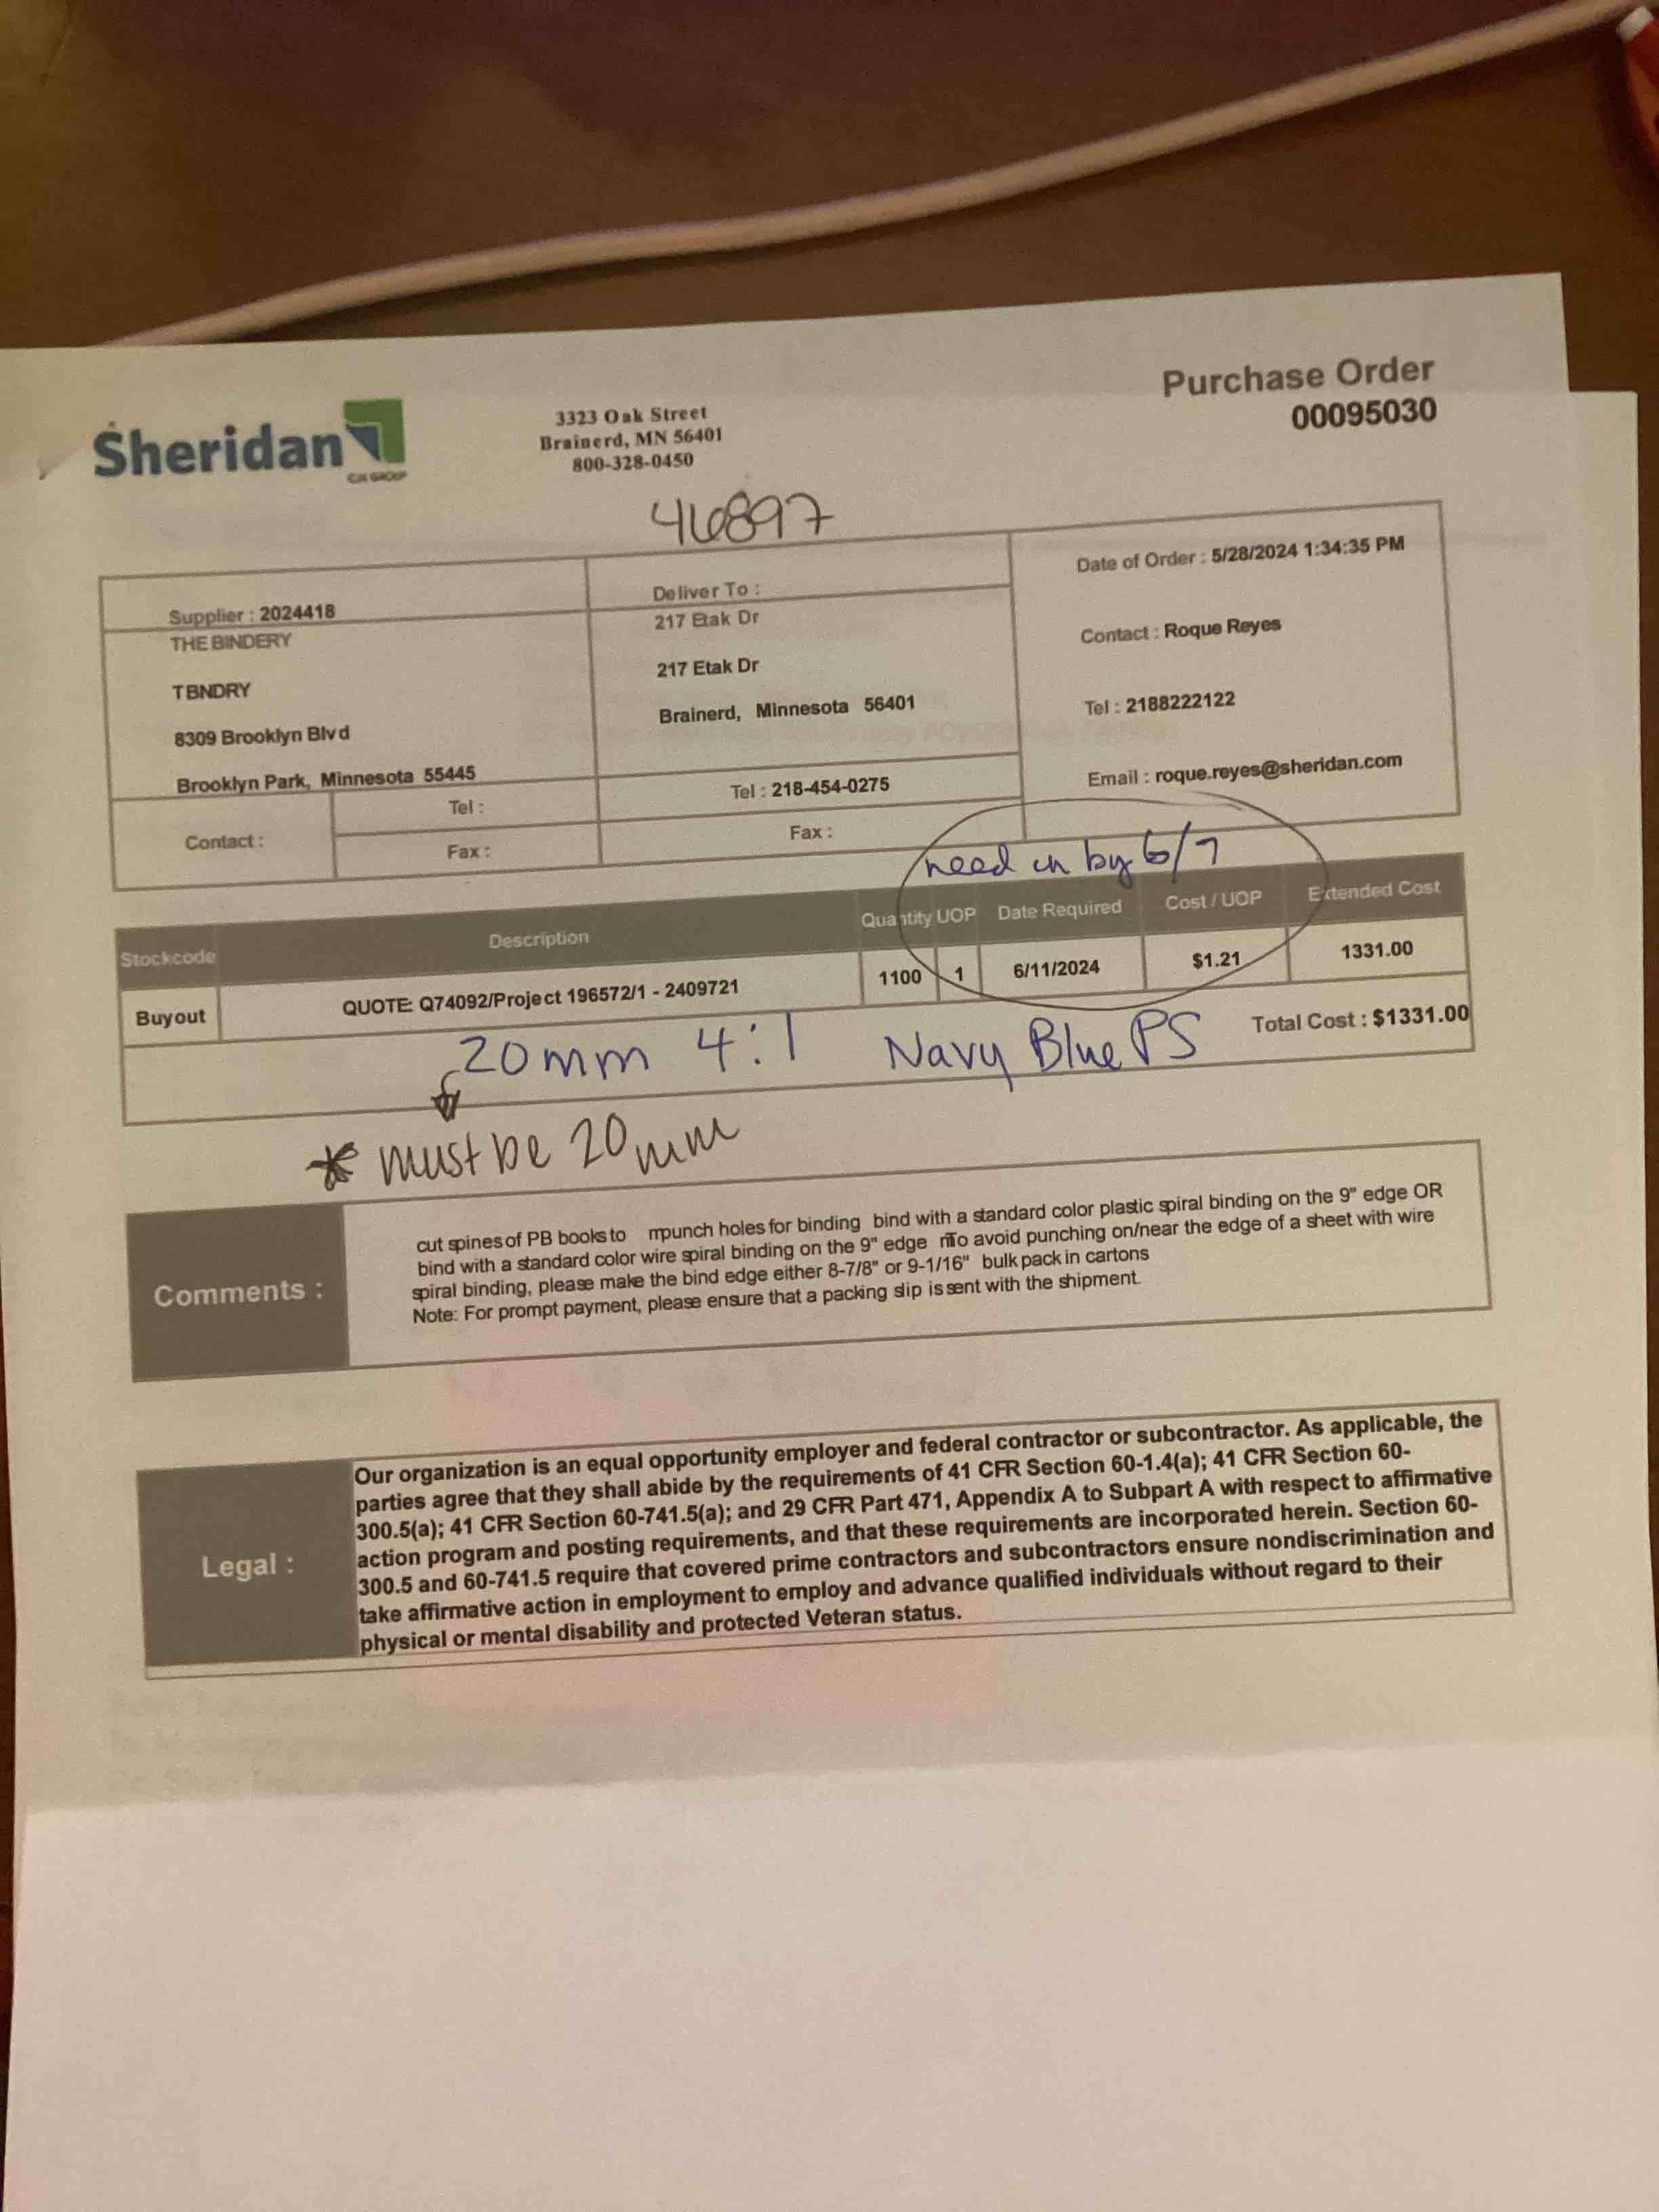 Sheridan
CJK GROUP
3323 Oak Street
Brainerd, MN 56401
800-328-0450
Purchase Order
00095030
46897
Supplier : 2024418
THE BINDERY
TBNDRY
8309 Brooklyn Blvd
Brooklyn Park, Minnesota 55445
Contact :
Tel :
Fax :
Deliver To :
217 Etak Dr
217 Etak Dr
Brainerd, Minnesota 56401
Tel : 218-454-0275
Fax :
Date of Order : 5/28/2024 1:34:35 PM
Contact : Roque Reyes
Tel : 2188222122
Email : roque.reyes@sheridan.com
need in by 6/7
Stockcode Description Quantity UOP Date Required Cost / UOP Extended Cost
Buyout QUOTE: Q74092/Project 196572/1 - 2409721 1100 1 6/11/2024 $1.21 1331.00
Total Cost : $1331.00
20mm 4:1 Navy Blue PS
* must be 20mm
Comments :
cut spines of PB books to punch holes for binding bind with a standard color plastic spiral binding on the 9" edge OR
bind with a standard color wire spiral binding on the 9" edge To avoid punching on/near the edge of a sheet with wire
spiral binding, please make the bind edge either 8-7/8" or 9-1/16" bulk pack in cartons
Note: For prompt payment, please ensure that a packing slip is sent with the shipment.
Legal :
Our organization is an equal opportunity employer and federal contractor or subcontractor. As applicable, the
parties agree that they shall abide by the requirements of 41 CFR Section 60-1.4(a); 41 CFR Section 60-
300.5(a); 41 CFR Section 60-741.5(a); and 29 CFR Part 471, Appendix A to Subpart A with respect to affirmative
action program and posting requirements, and that these requirements are incorporated herein. Section 60-
300.5 and 60-741.5 require that covered prime contractors and subcontractors ensure nondiscrimination and
take affirmative action in employment to employ and advance qualified individuals without regard to their
physical or mental disability and protected Veteran status.